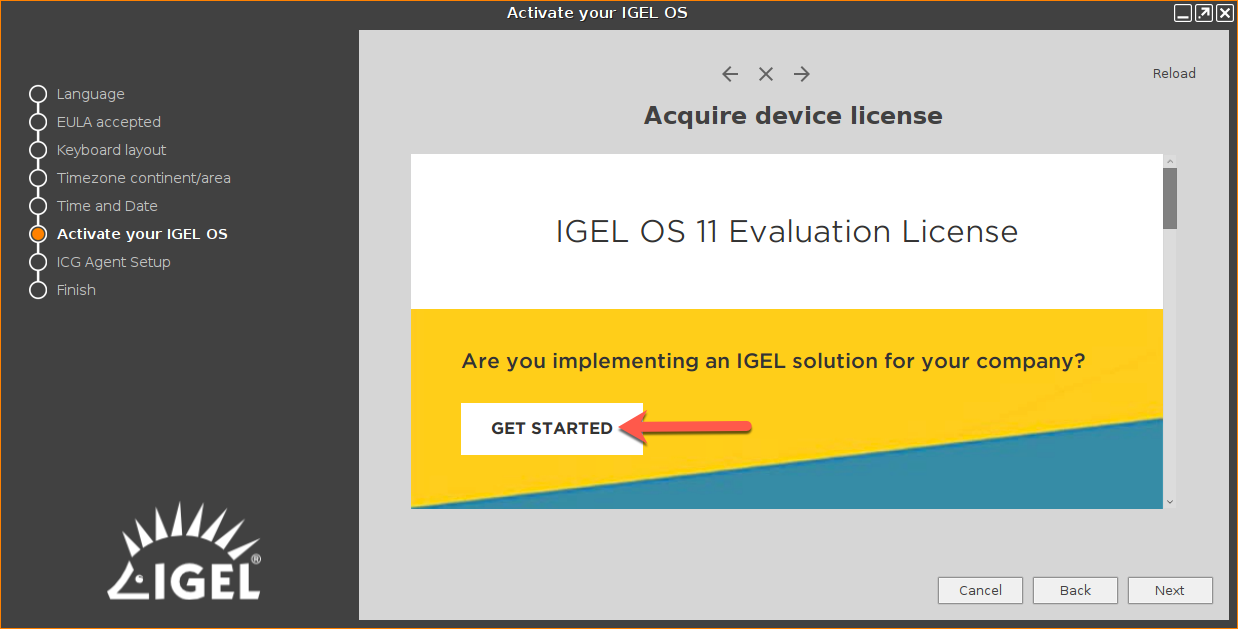 Activate your IGEL OS
Language
EULA accepted
Keyboard layout
Timezone continent/area
Time and Date
Activate your IGEL OS
ICG Agent Setup
Finish
IGEL®
Reload
Acquire device license
IGEL OS 11 Evaluation License
Are you implementing an IGEL solution for your company?
GET STARTED
Cancel Back Next